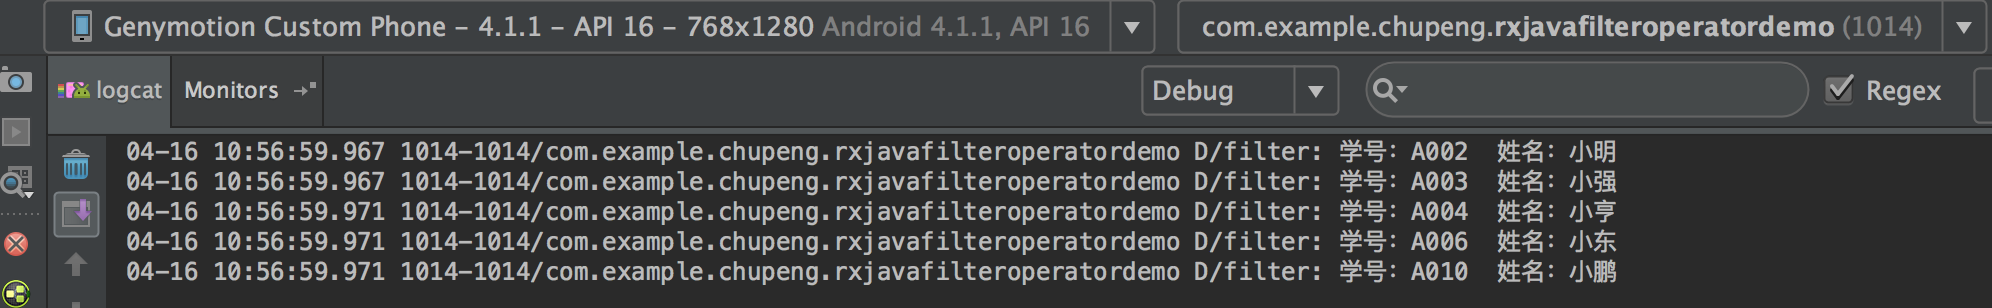 Genymotion Custom Phone – 4.1.1 – API 16 – 768x1280 Android 4.1.1, API 16
com.example.chupeng.rxjavafilteroperatordemo (1014)
logcat
Monitors
Debug
Regex
04-16 10:56:59.967 1014-1014/com.example.chupeng.rxjavafilteroperatordemo D/filter: 学号：A002  姓名：小明
04-16 10:56:59.967 1014-1014/com.example.chupeng.rxjavafilteroperatordemo D/filter: 学号：A003  姓名：小强
04-16 10:56:59.971 1014-1014/com.example.chupeng.rxjavafilteroperatordemo D/filter: 学号：A004  姓名：小亨
04-16 10:56:59.971 1014-1014/com.example.chupeng.rxjavafilteroperatordemo D/filter: 学号：A006  姓名：小东
04-16 10:56:59.971 1014-1014/com.example.chupeng.rxjavafilteroperatordemo D/filter: 学号：A010  姓名：小鹏